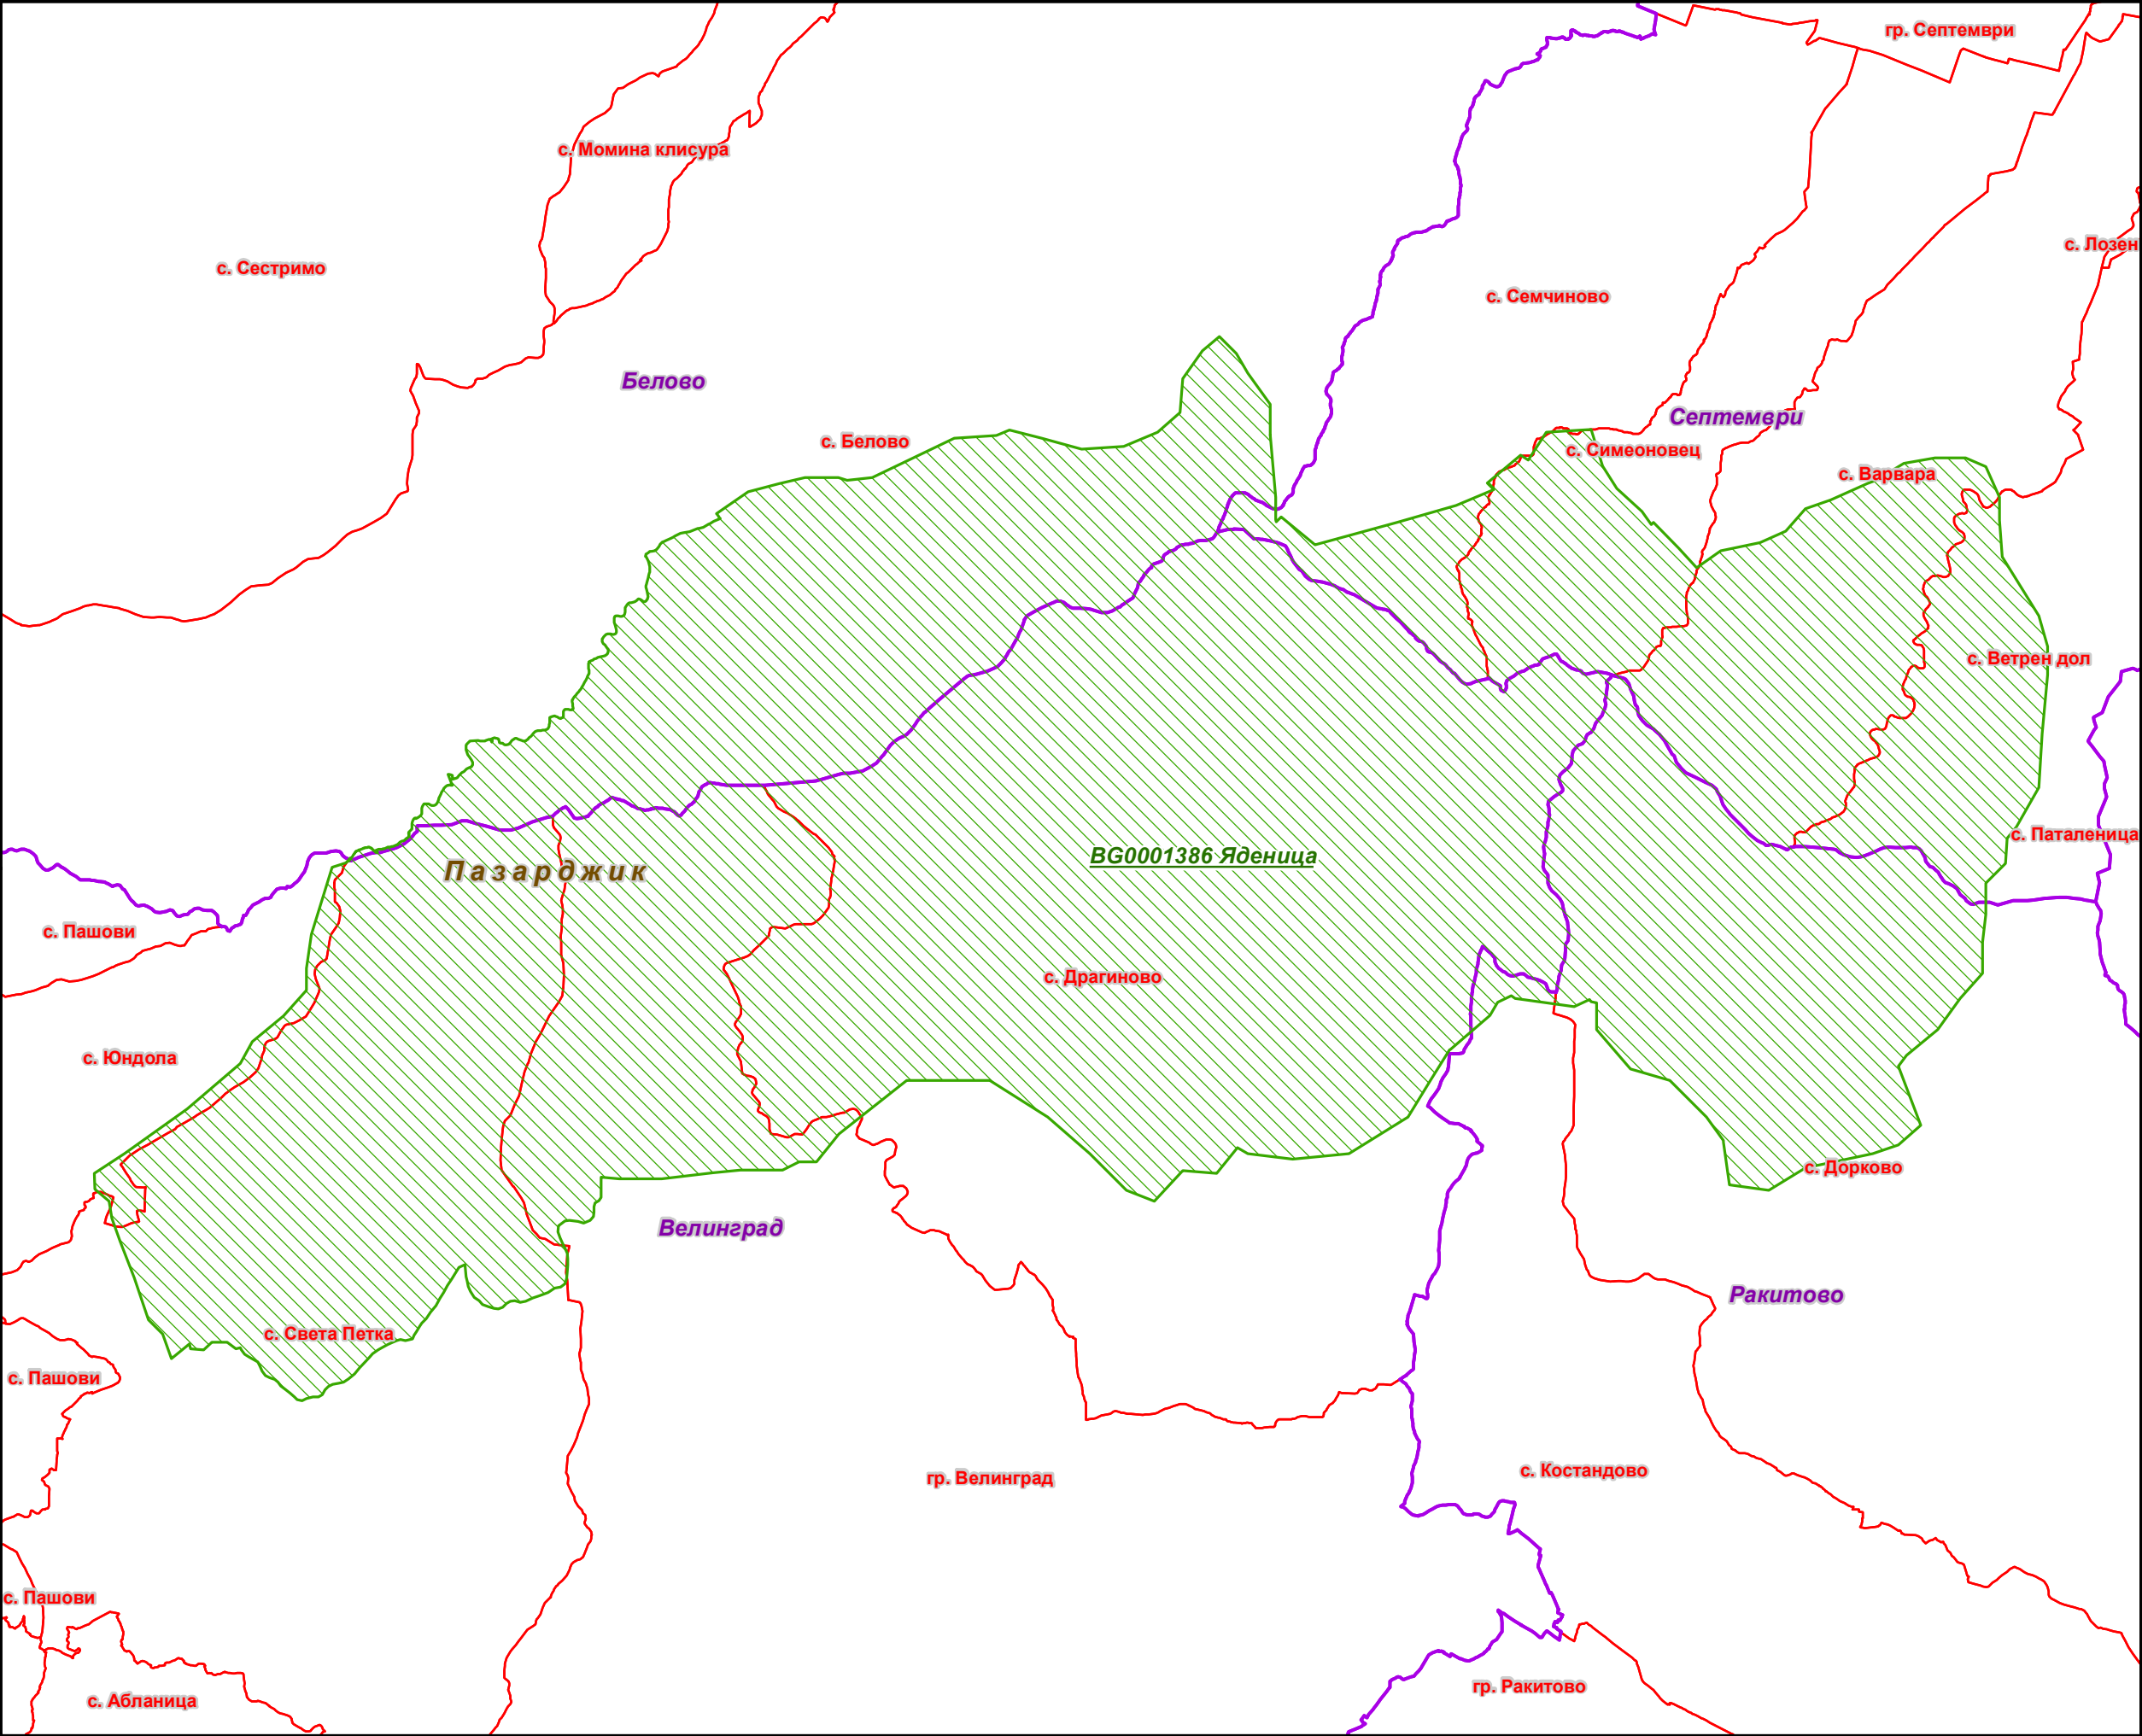 гр. Септември
с. Момина клисура
с. Лозен
с. Сестримо
с. Семчиново
Белово
Септември
с. Белово
с. Симеоновец
с. Варвара
с. Ветрен дол
с. Паталеница
BG0001386 Яденица
Пазарджик
с. Пашови
с. Драгиново
с. Юндола
с. Дорково
Велинград
Ракитово
с. Света Петка
с. Пашови
с. Костандово
гр. Велинград
с. Пашови
гр. Ракитово
с. Абланица